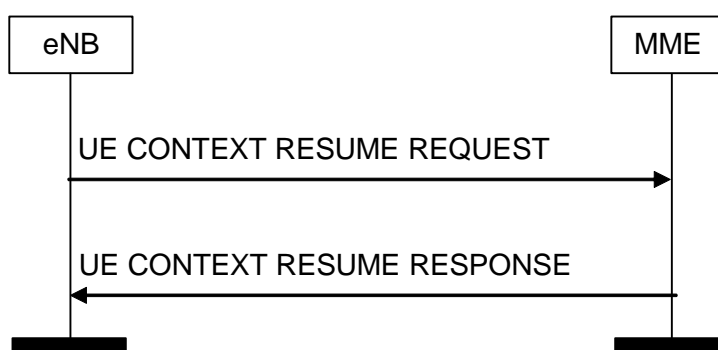 eNB
MME
UE CONTEXT RESUME REQUEST
UE CONTEXT RESUME RESPONSE